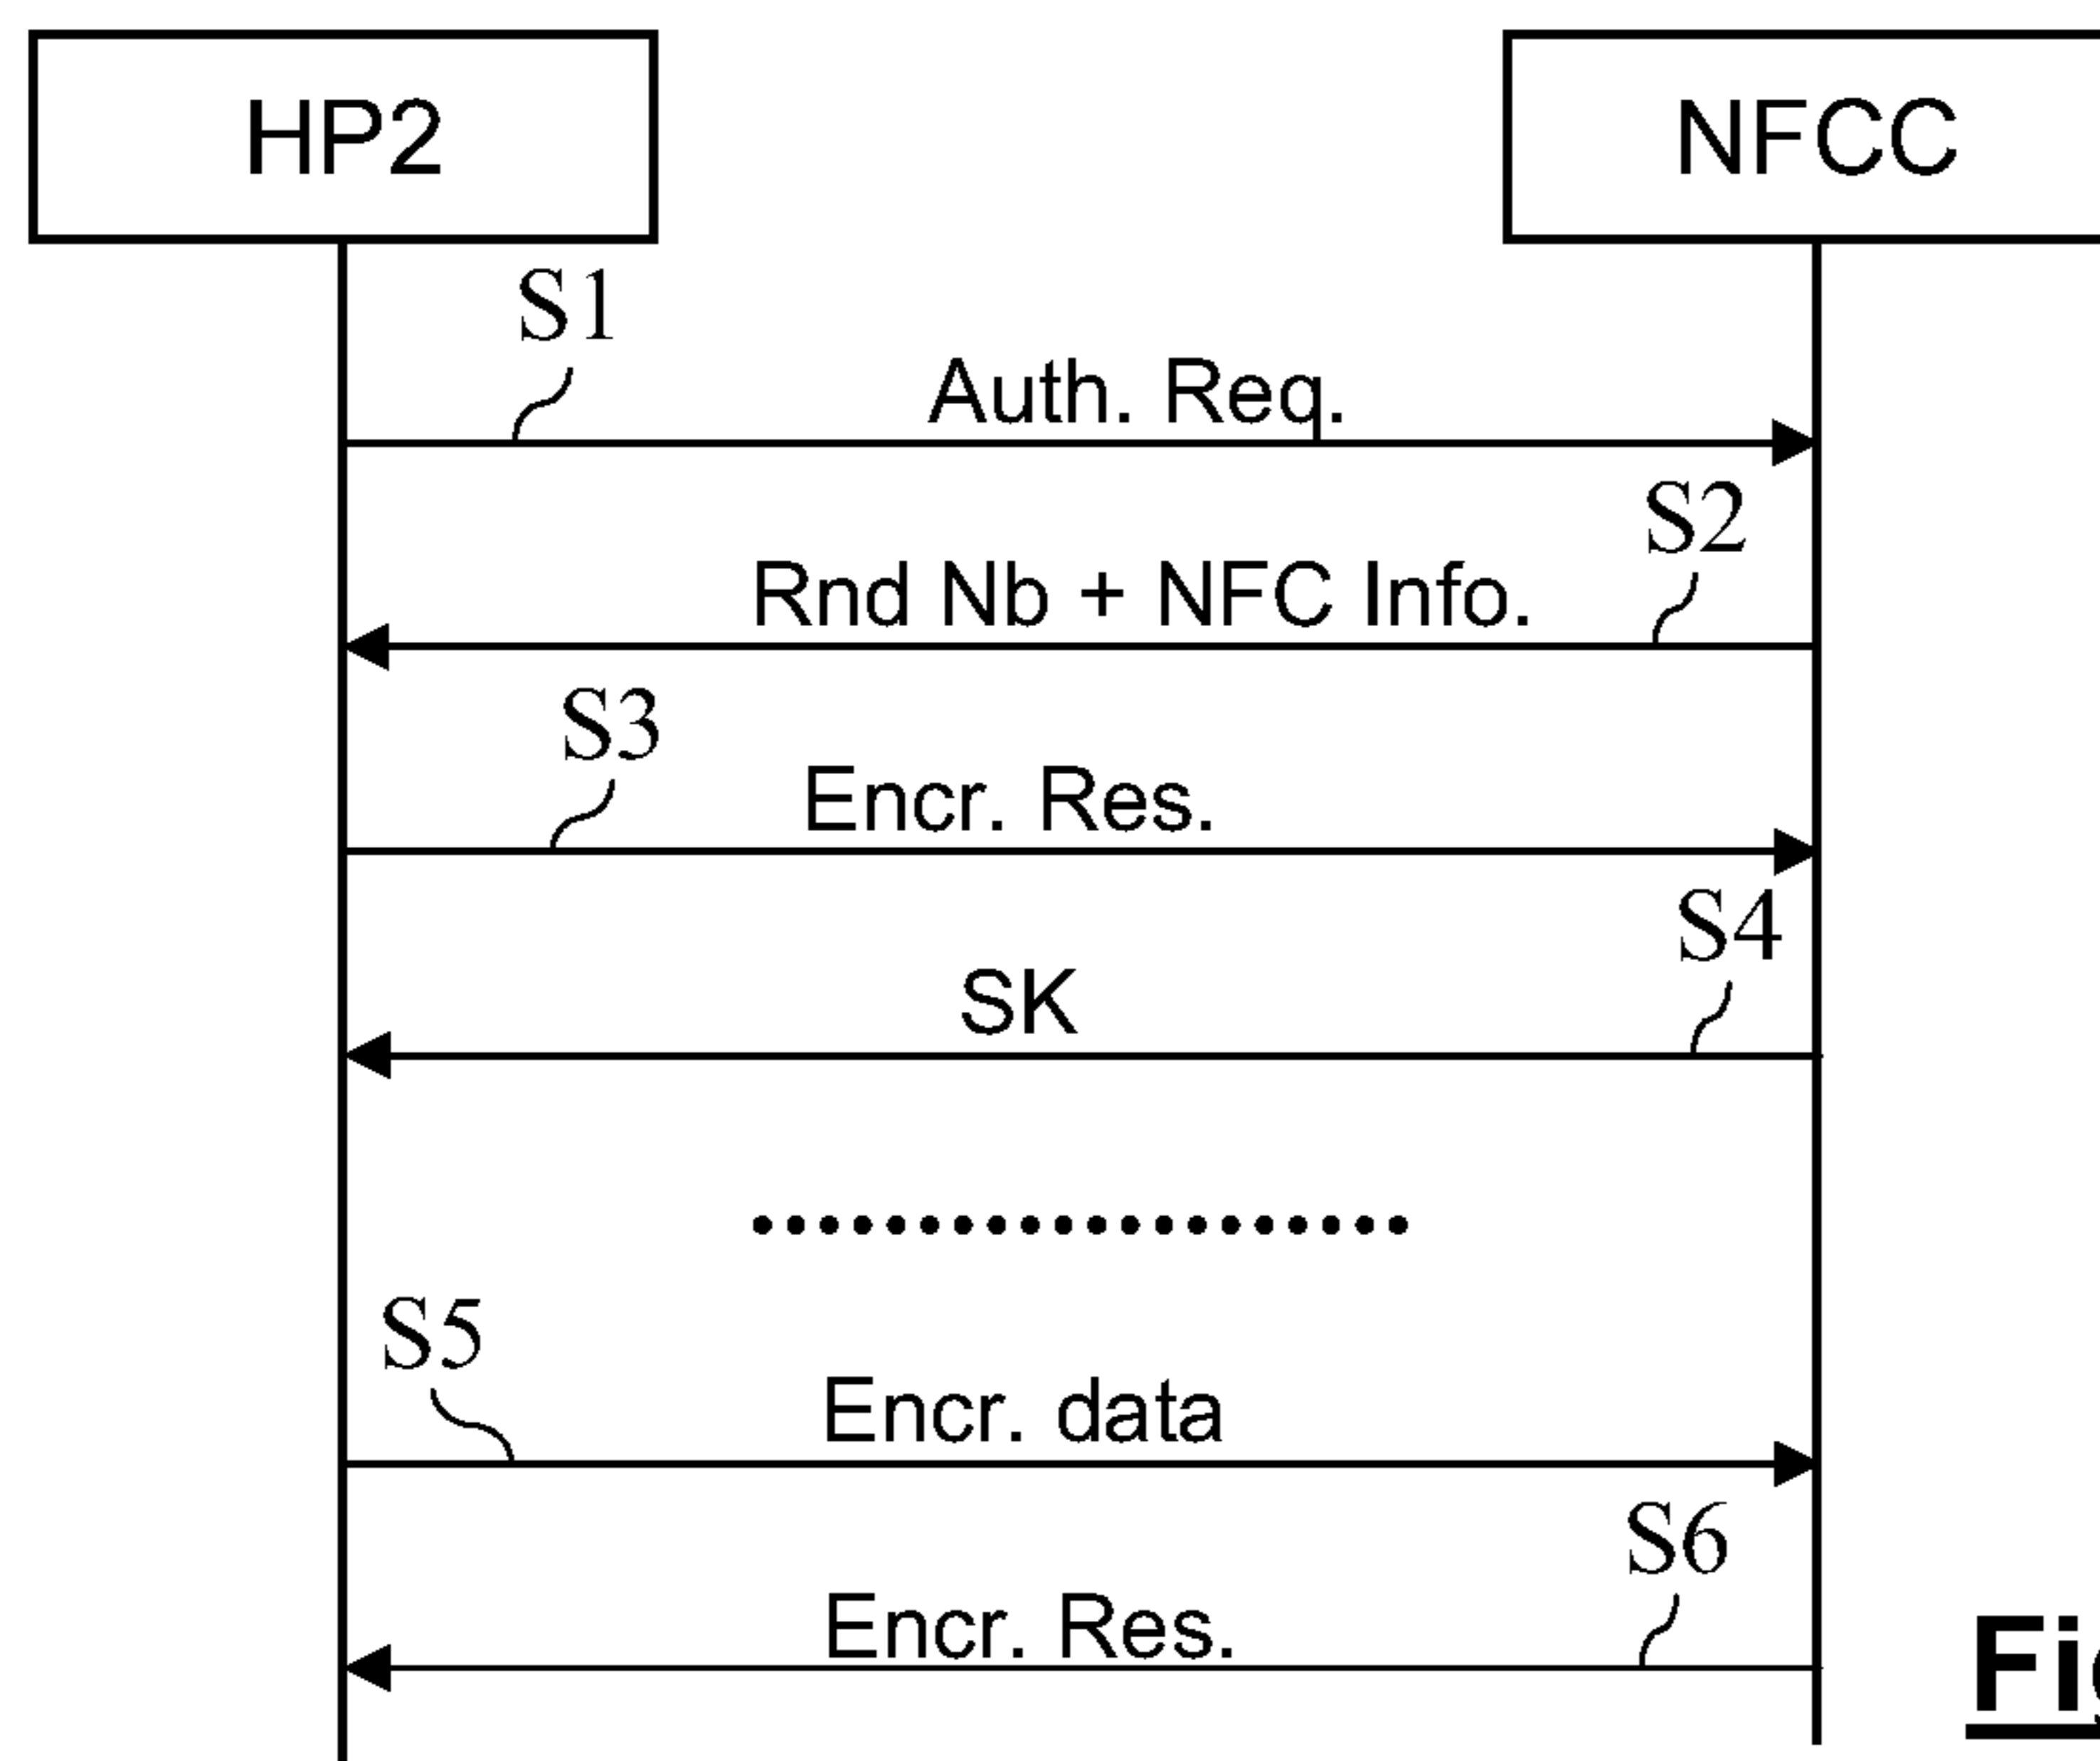 HP2
NFCC
S1
Auth. Req.
S2
Rnd Nb + NFC Info.
S3
Encr. Res.
S4
SK
S5
Encr. data
S6
Encr. Res.